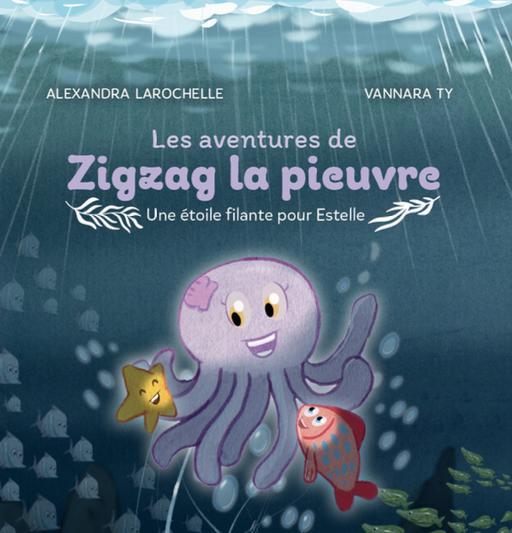 ALEXANDRA LAROCHELLE
VANNARA TY
Les aventures de
Zigzag la pieuvre
Une étoile filante pour Estelle